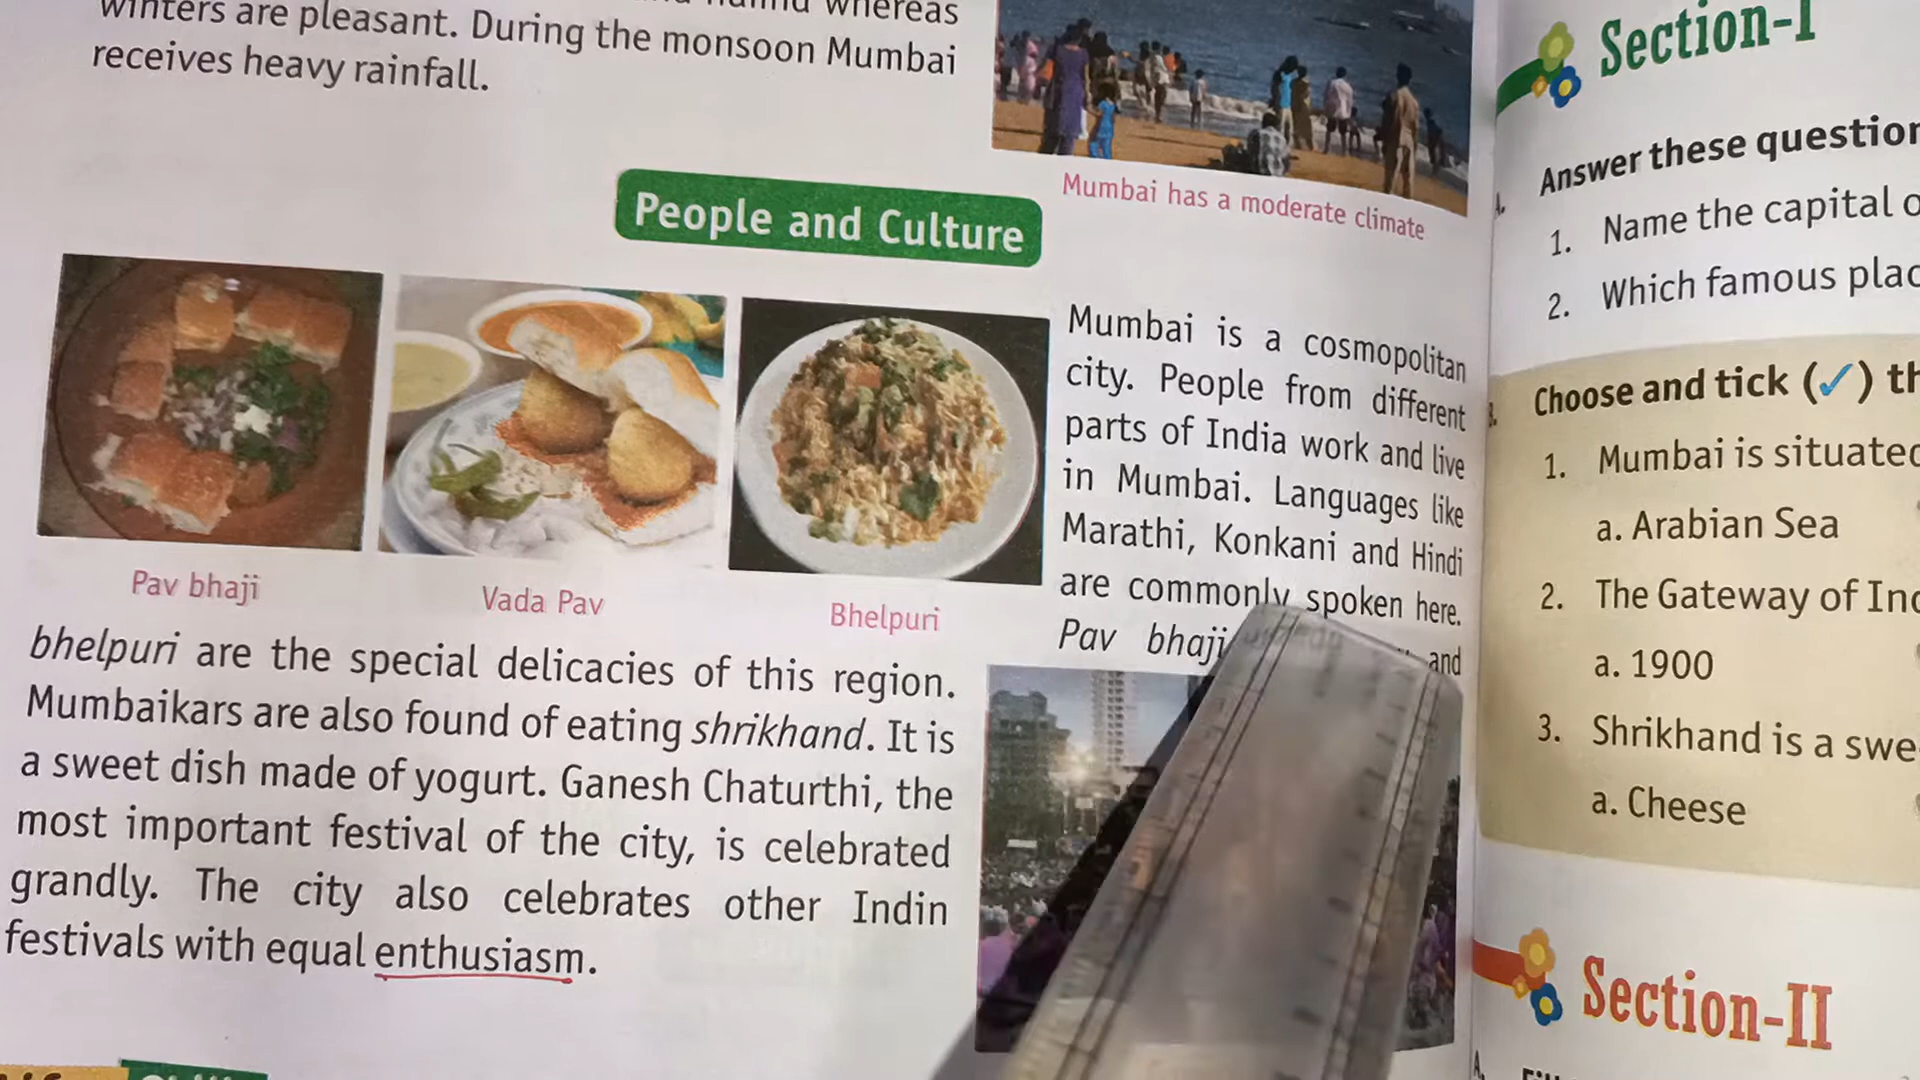 winters are pleasant. During the monsoon Mumbai
receives heavy rainfall.
Mumbai has a moderate climate
People and Culture
Pav bhaji
Vada Pav
Bhelpuri
Mumbai is a cosmopolitan
city. People from different
parts of India work and live
in Mumbai. Languages like
Marathi, Konkani and Hindi
are commonly spoken here.
Pav bhaji and
bhelpuri are the special delicacies of this region.
Mumbaikars are also found of eating shrikhand. It is
a sweet dish made of yogurt. Ganesh Chaturthi, the
most important festival of the city, is celebrated
grandly. The city also celebrates other Indin
festivals with equal enthusiasm.
Section-I
Answer these question
1. Name the capital o
2. Which famous plac
Choose and tick (✓) th
1. Mumbai is situated
a. Arabian Sea
2. The Gateway of Ind
a. 1900
3. Shrikhand is a swe
a. Cheese
Section-II
A.